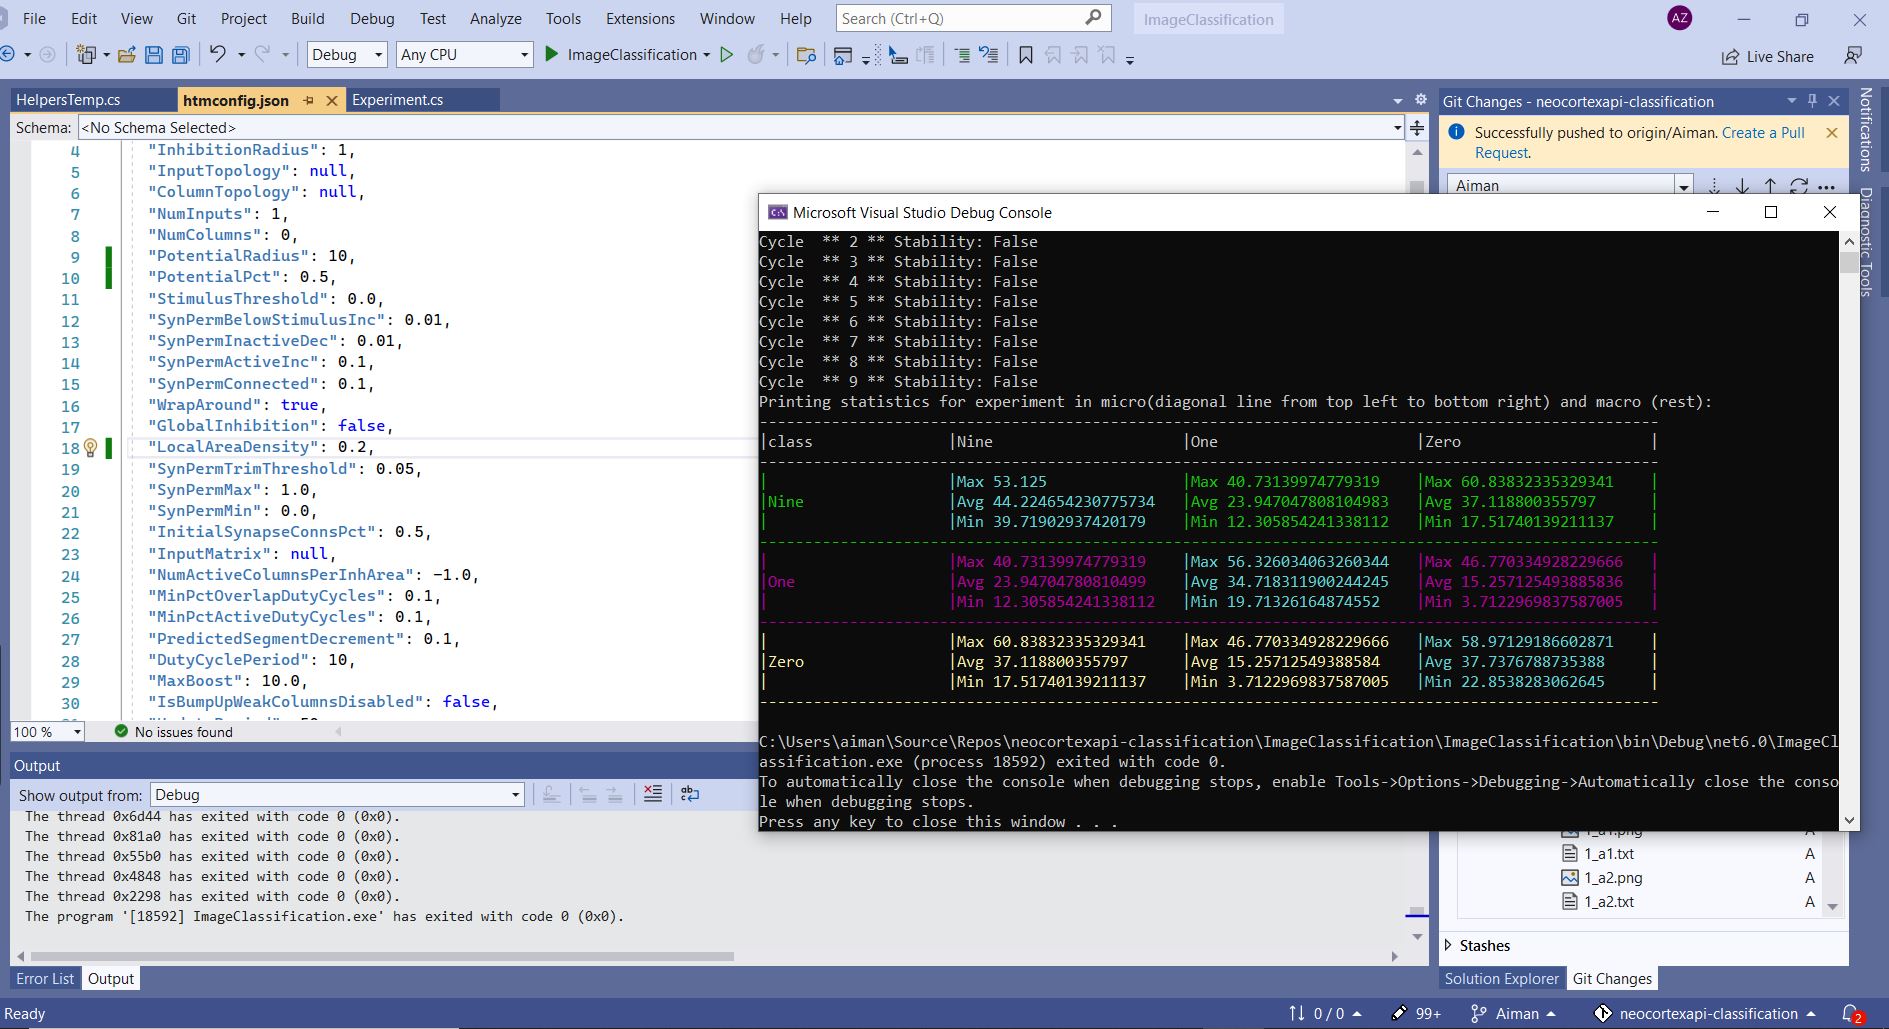 File Edit View Git Project Build Debug Test Analyze Tools Extensions Window Help Search (Ctrl+Q) ImageClassification AZ
Debug Any CPU ImageClassification Live Share
HelpersTemp.cs htmconfig.json Experiment.cs
Schema: <No Schema Selected>
4 "InhibitionRadius": 1,
5 "InputTopology": null,
6 "ColumnTopology": null,
7 "NumInputs": 1,
8 "NumColumns": 0,
9 "PotentialRadius": 10,
10 "PotentialPct": 0.5,
11 "StimulusThreshold": 0.0,
12 "SynPermBelowStimulusInc": 0.01,
13 "SynPermInactiveDec": 0.01,
14 "SynPermActiveInc": 0.1,
15 "SynPermConnected": 0.1,
16 "WrapAround": true,
17 "GlobalInhibition": false,
18 "LocalAreaDensity": 0.2,
19 "SynPermTrimThreshold": 0.05,
20 "SynPermMax": 1.0,
21 "SynPermMin": 0.0,
22 "InitialSynapseConnsPct": 0.5,
23 "InputMatrix": null,
24 "NumActiveColumnsPerInhArea": -1.0,
25 "MinPctOverlapDutyCycles": 0.1,
26 "MinPctActiveDutyCycles": 0.1,
27 "PredictedSegmentDecrement": 0.1,
28 "DutyCyclePeriod": 10,
29 "MaxBoost": 10.0,
30 "IsBumpUpWeakColumnsDisabled": false,
100 % No issues found
Output
Show output from: Debug
The thread 0x6d44 has exited with code 0 (0x0).
The thread 0x81a0 has exited with code 0 (0x0).
The thread 0x55b0 has exited with code 0 (0x0).
The thread 0x4848 has exited with code 0 (0x0).
The thread 0x2298 has exited with code 0 (0x0).
The program '[18592] ImageClassification.exe' has exited with code 0 (0x0).
Error List Output
Microsoft Visual Studio Debug Console
Cycle ** 2 ** Stability: False
Cycle ** 3 ** Stability: False
Cycle ** 4 ** Stability: False
Cycle ** 5 ** Stability: False
Cycle ** 6 ** Stability: False
Cycle ** 7 ** Stability: False
Cycle ** 8 ** Stability: False
Cycle ** 9 ** Stability: False
Printing statistics for experiment in micro(diagonal line from top left to bottom right) and macro (rest):
|class |Nine |One |Zero |
| |Max 53.125 |Max 40.73139974779319 |Max 60.83832335329341 |
|Nine |Avg 44.224654230775734 |Avg 23.947047808104983 |Avg 37.118800355797 |
| |Min 39.71902937420179 |Min 12.305854241338112 |Min 17.51740139211137 |
| |Max 40.73139974779319 |Max 56.326034063260344 |Max 46.770334928229666 |
|One |Avg 23.94704780810499 |Avg 34.718311900244245 |Avg 15.257125493885836 |
| |Min 12.305854241338112 |Min 19.71326164874552 |Min 3.7122969837587005 |
| |Max 60.83832335329341 |Max 46.770334928229666 |Max 58.97129186602871 |
|Zero |Avg 37.118800355797 |Avg 15.25712549388584 |Avg 37.7376788735388 |
| |Min 17.51740139211137 |Min 3.7122969837587005 |Min 22.8538283062645 |
C:\Users\aiman\Source\Repos\neocortexapi-classification\ImageClassification\ImageClassification\bin\Debug\net6.0\ImageCl
assification.exe (process 18592) exited with code 0.
To automatically close the console when debugging stops, enable Tools->Options->Debugging->Automatically close the conso
le when debugging stops.
Press any key to close this window . . .
Git Changes - neocortexapi-classification
Successfully pushed to origin/Aiman. Create a Pull
Request.
Aiman
1_a1.png A
1_a1.txt A
1_a2.png A
1_a2.txt A
Stashes
Solution Explorer Git Changes
Notifications
Diagnostic Tools
Ready 0 / 0 99+ Aiman neocortexapi-classification 2